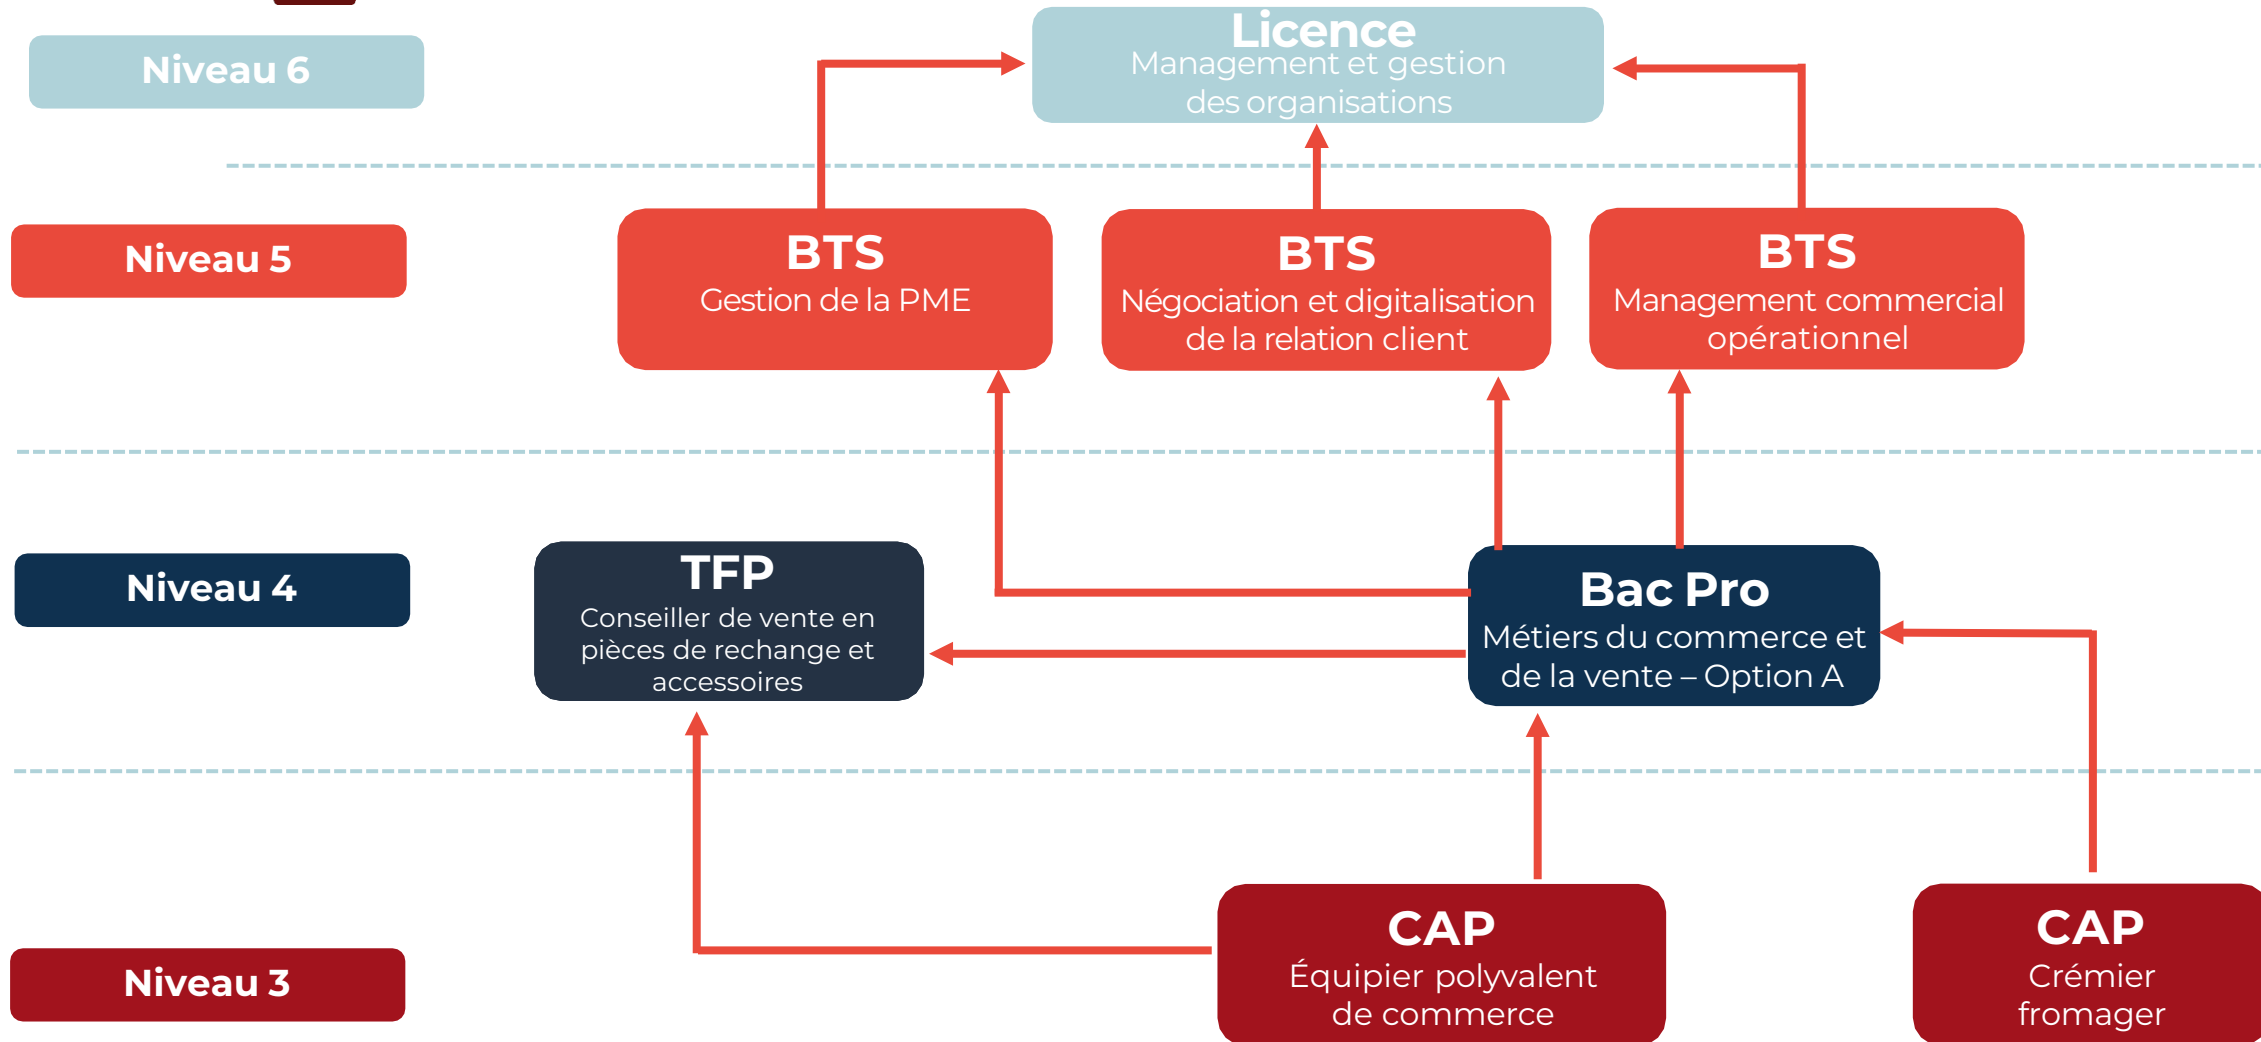 Niveau 6
Licence
Management et gestion
des organisations
Niveau 5
BTS
Gestion de la PME
BTS
Négociation et digitalisation
de la relation client
BTS
Management commercial
opérationnel
Niveau 4
TFP
Conseiller de vente en
pièces de rechange et
accessoires
Bac Pro
Métiers du commerce et
de la vente – Option A
Niveau 3
CAP
Équipier polyvalent
de commerce
CAP
Crémier
fromager